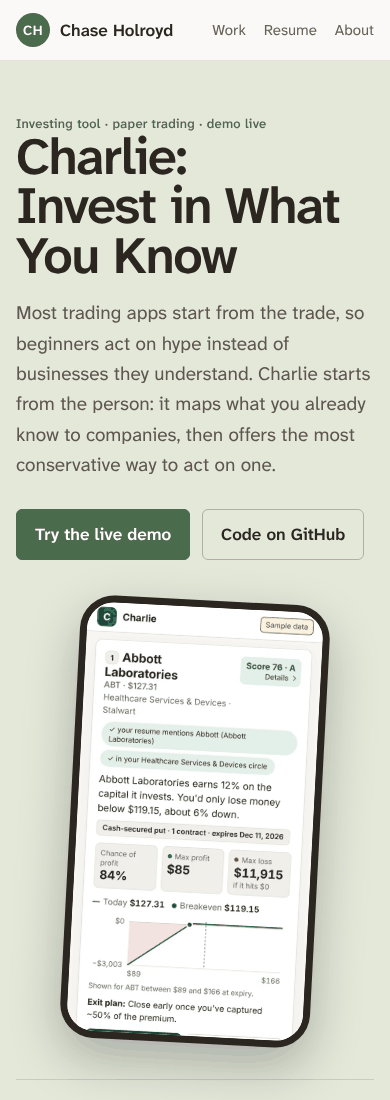 CH Chase Holroyd Work Resume About
Investing tool · paper trading · demo live
Charlie:
Invest in What
You Know
Most trading apps start from the trade, so
beginners act on hype instead of
businesses they understand. Charlie starts
from the person: it maps what you already
know to companies, then offers the most
conservative way to act on one.
Try the live demo Code on GitHub
C Charlie Sample data
1 Abbott
Laboratories
Score 76 · A
Details ›
ABT · $127.31
Healthcare Services & Devices ·
Stalwart
✓ your resume mentions Abbott (Abbott
Laboratories)
✓ in your Healthcare Services & Devices circle
Abbott Laboratories earns 12% on the
capital it invests. You'd only lose money
below $119.15, about 6% down.
Cash-secured put · 1 contract · expires Dec 11, 2026
Chance of
profit
84%
● Max profit
$85
● Max loss
$11,915
if it hits $0
— Today $127.31 ● Breakeven $119.15
$0
−$3,003
$89 $166
Shown for ABT between $89 and $166 at expiry.
Exit plan: Close early once you've captured
~50% of the premium.